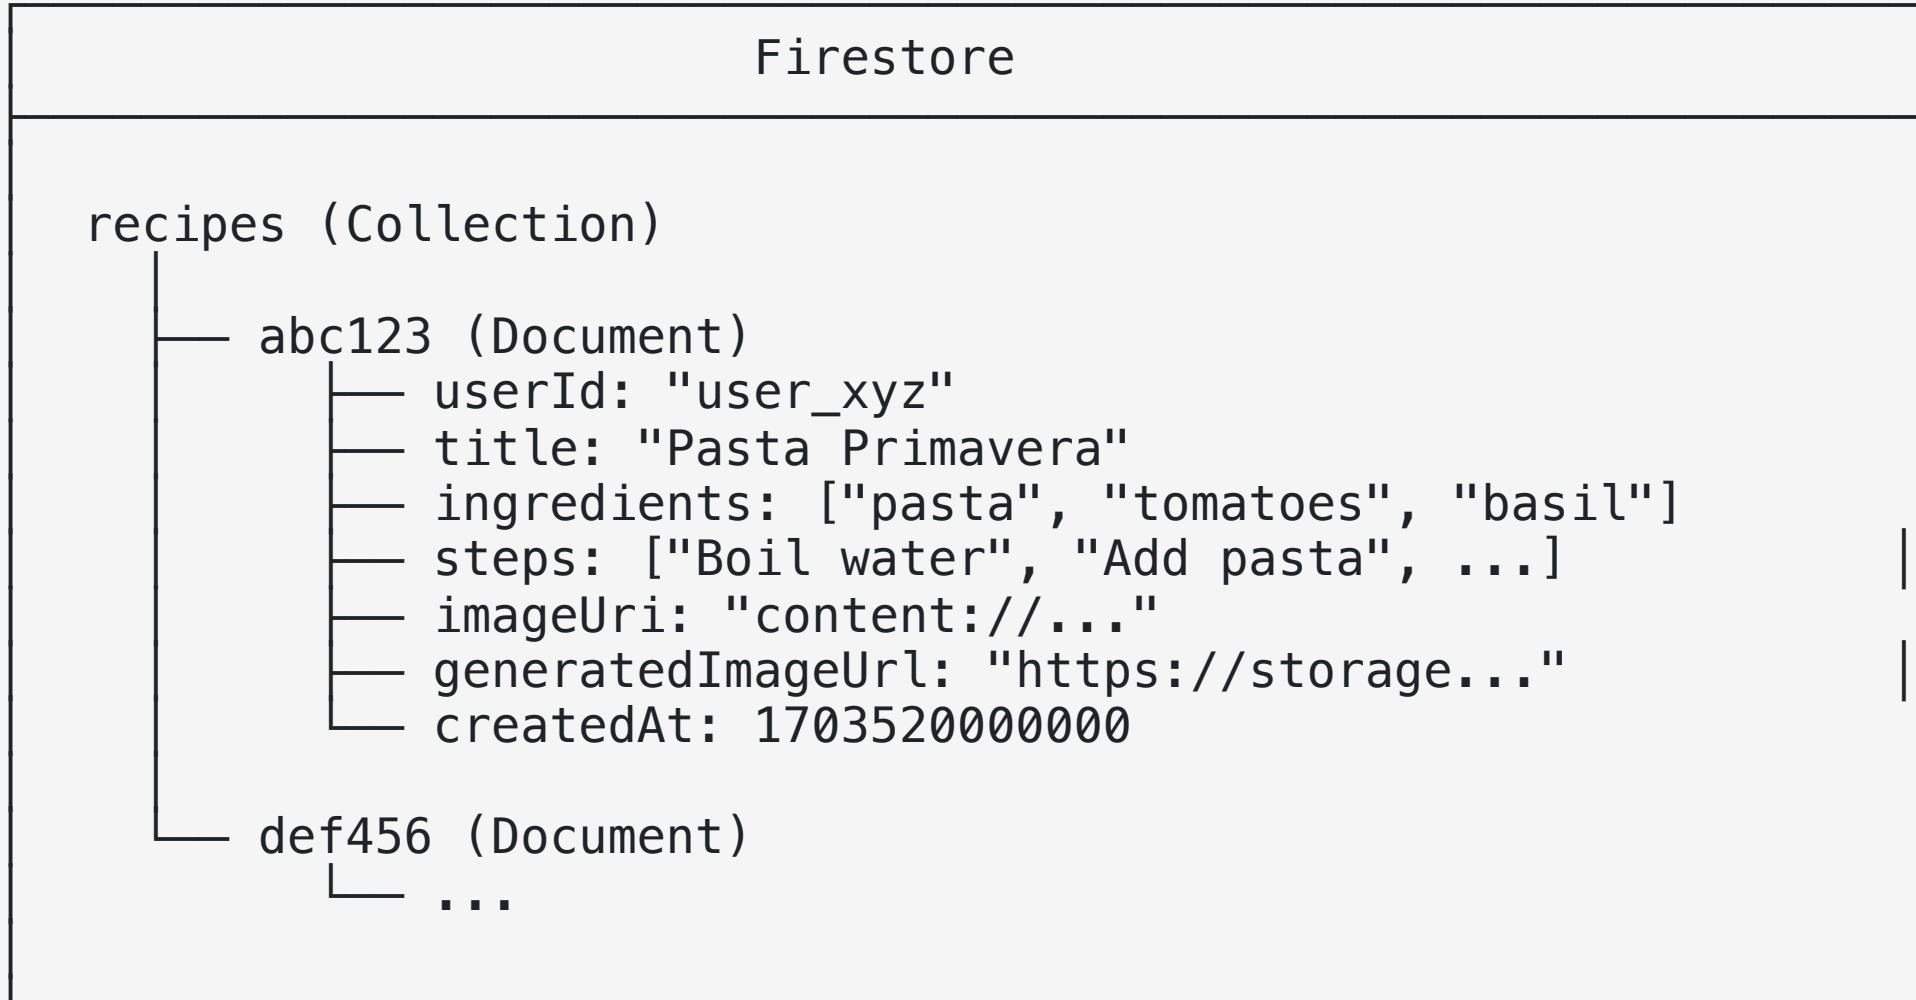 Firestore
recipes (Collection)
abc123 (Document)
userId: "user_xyz"
title: "Pasta Primavera"
ingredients: ["pasta", "tomatoes", "basil"]
steps: ["Boil water", "Add pasta", ...]
imageUri: "content://..."
generatedImageUrl: "https://storage..."
createdAt: 1703520000000
def456 (Document)
...